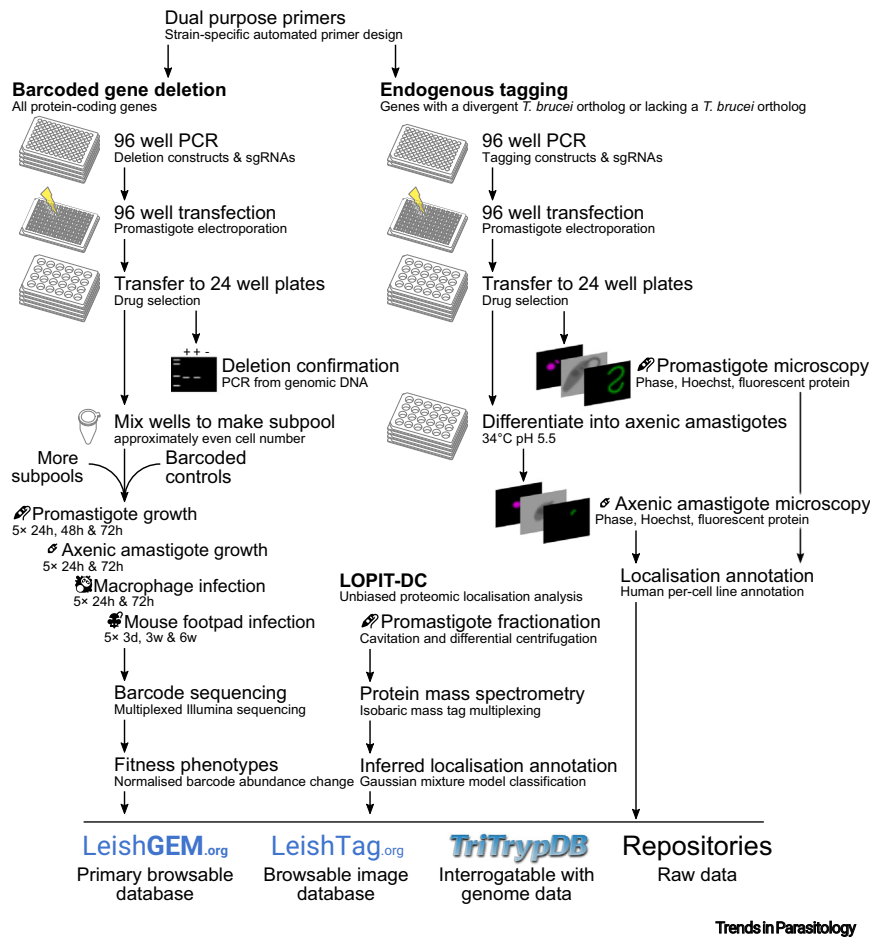 Dual purpose primers
Strain-specific automated primer design
Barcoded gene deletion
All protein-coding genes
96 well PCR
Deletion constructs & sgRNAs
96 well transfection
Promastigote electroporation
Transfer to 24 well plates
Drug selection
+ + -
Deletion confirmation
PCR from genomic DNA
Mix wells to make subpool
approximately even cell number
More
subpools
Barcoded
controls
Promastigote growth
5× 24h, 48h & 72h
Axenic amastigote growth
5× 24h & 72h
Macrophage infection
5× 24h & 72h
Mouse footpad infection
5× 3d, 3w & 6w
Barcode sequencing
Multiplexed Illumina sequencing
Fitness phenotypes
Normalised barcode abundance change
Endogenous tagging
Genes with a divergent T. brucei ortholog or lacking a T. brucei ortholog
96 well PCR
Tagging constructs & sgRNAs
96 well transfection
Promastigote electroporation
Transfer to 24 well plates
Drug selection
Promastigote microscopy
Phase, Hoechst, fluorescent protein
Differentiate into axenic amastigotes
34°C pH 5.5
Axenic amastigote microscopy
Phase, Hoechst, fluorescent protein
Localisation annotation
Human per-cell line annotation
LOPIT-DC
Unbiased proteomic localisation analysis
Promastigote fractionation
Cavitation and differential centrifugation
Protein mass spectrometry
Isobaric mass tag multiplexing
Inferred localisation annotation
Gaussian mixture model classification
LeishGEM.org
Primary browsable
database
LeishTag.org
Browsable image
database
TriTrypDB
Interrogatable with
genome data
Repositories
Raw data
Trends in Parasitology